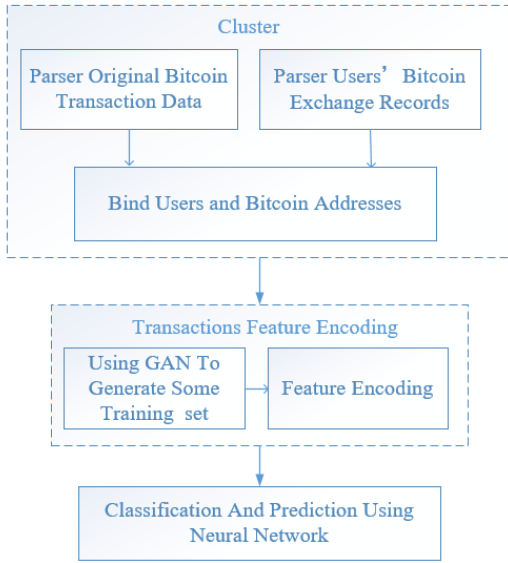 Cluster
Parser Original Bitcoin
Transaction Data
Parser Users’ Bitcoin
Exchange Records
Bind Users and Bitcoin Addresses
Transactions Feature Encoding
Using GAN To
Generate Some
Training set
Feature Encoding
Classification And Prediction Using
Neural Network